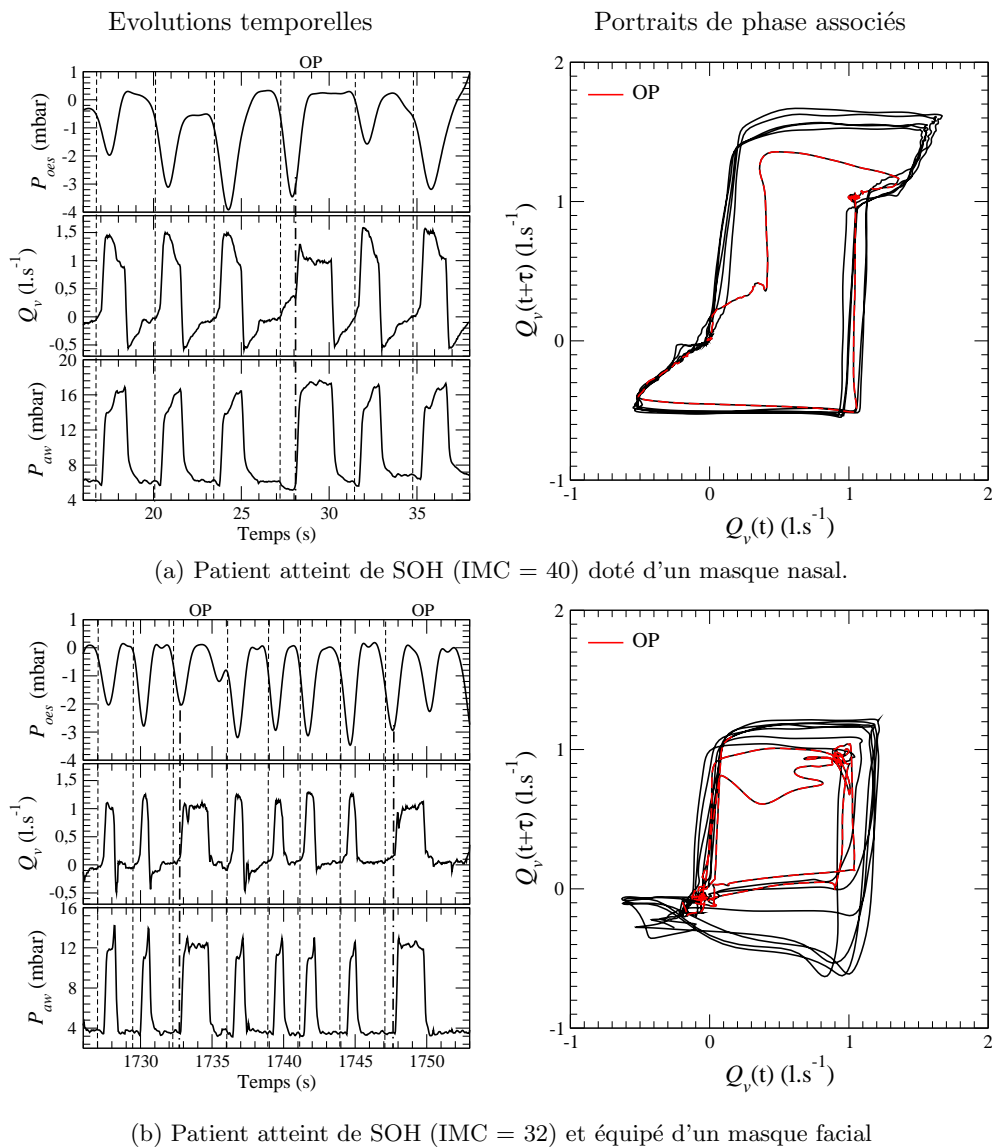 Evolutions temporelles
Portraits de phase associés
OP
1
0
-1
-2
-3
-4
P_oes (mbar)
1,5
1
0,5
0
-0,5
Q_v (l.s⁻¹)
20
16
12
8
4
P_aw (mbar)
20
25
30
35
Temps (s)
OP
2
1
0
-1
Q_v(t+τ) (l.s⁻¹)
-1
0
1
2
Q_v(t) (l.s⁻¹)
(a) Patient atteint de SOH (IMC = 40) doté d'un masque nasal.
OP
OP
1
0
-1
-2
-3
-4
P_oes (mbar)
1,5
1
0,5
0
-0,5
Q_v (l.s⁻¹)
16
12
8
4
P_aw (mbar)
1730
1735
1740
1745
1750
Temps (s)
OP
2
1
0
-1
Q_v(t+τ) (l.s⁻¹)
-1
0
1
2
Q_v(t) (l.s⁻¹)
(b) Patient atteint de SOH (IMC = 32) et équipé d'un masque facial